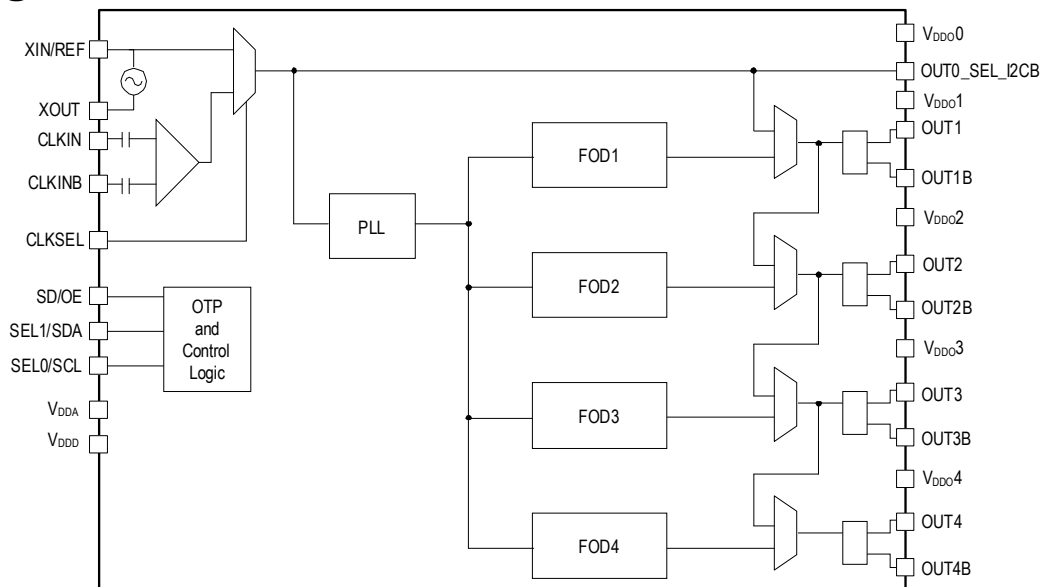 XIN/REF
XOUT
CLKIN
CLKINB
CLKSEL
SD/OE
SEL1/SDA
SEL0/SCL
VDDA
VDDD
OTP
and
Control
Logic
PLL
FOD1
FOD2
FOD3
FOD4
VDDO0
OUT0_SEL_I2CB
VDDO1
OUT1
OUT1B
VDDO2
OUT2
OUT2B
VDDO3
OUT3
OUT3B
VDDO4
OUT4
OUT4B